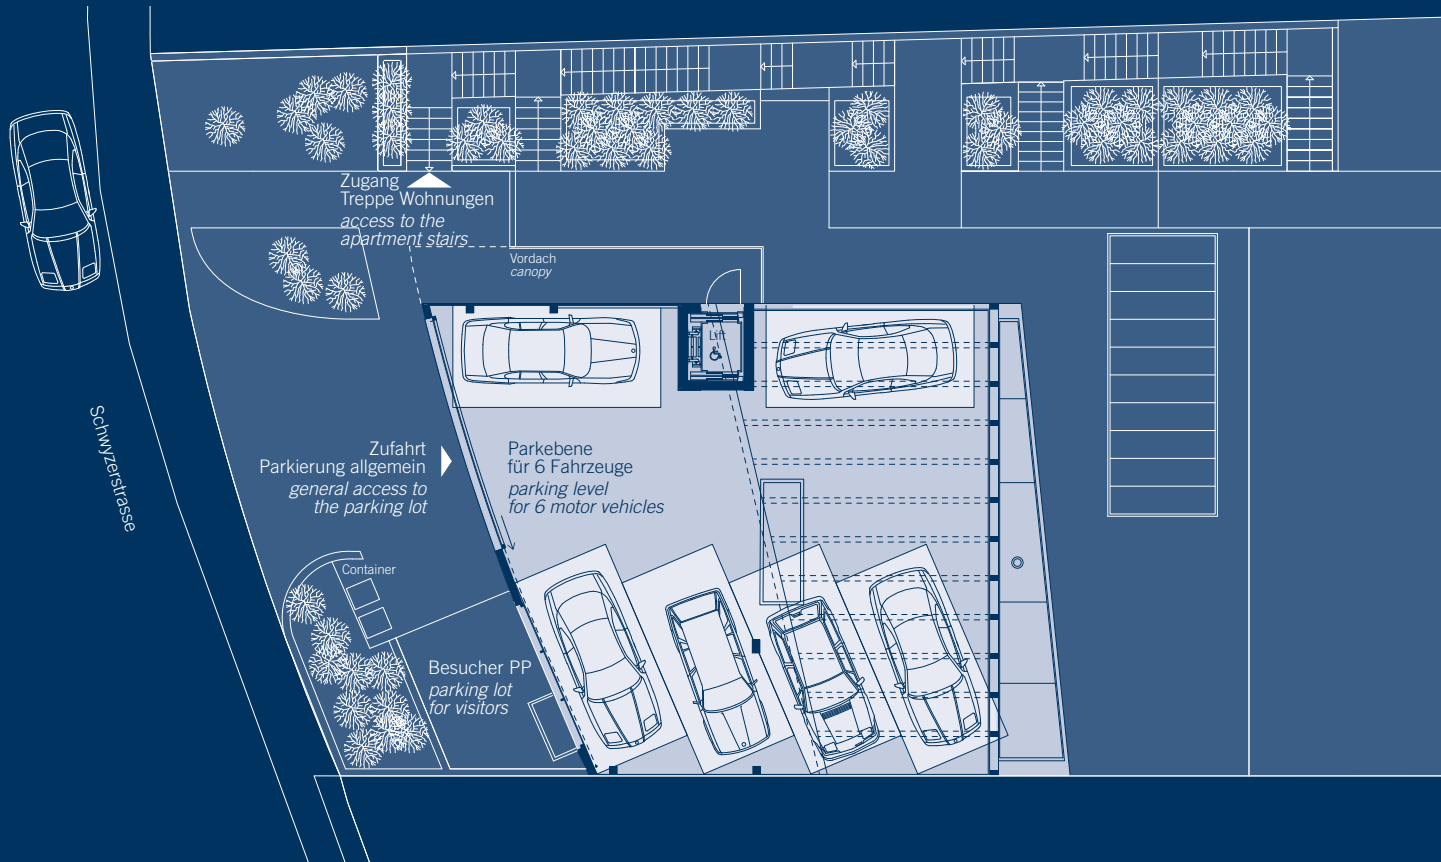 Zugang
Treppe Wohnungen
access to the
apartment stairs
Vordach
canopy
Lift
Schwyzerstrasse
Zufahrt
Parkierung allgemein
general access to
the parking lot
Parkebene
für 6 Fahrzeuge
parking level
for 6 motor vehicles
Container
Besucher PP
parking lot
for visitors